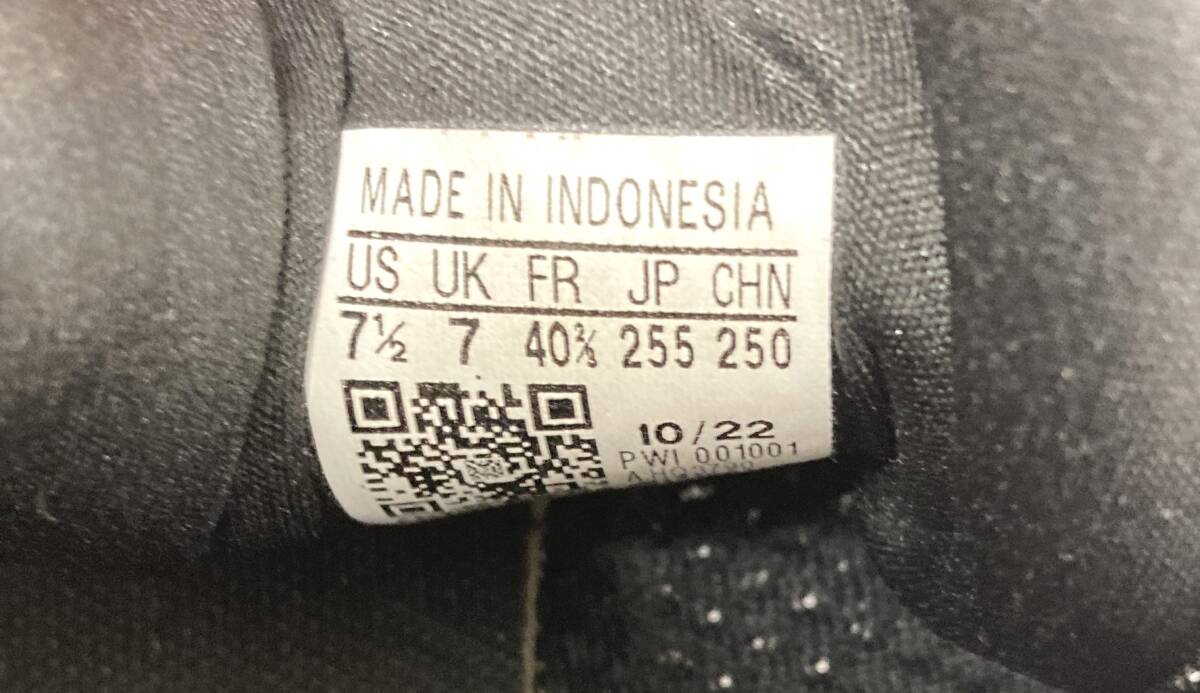 MADE IN INDONESIA
US UK FR JP CHN
7½ 7 40⅔ 255 250
10/22
PWI 001001